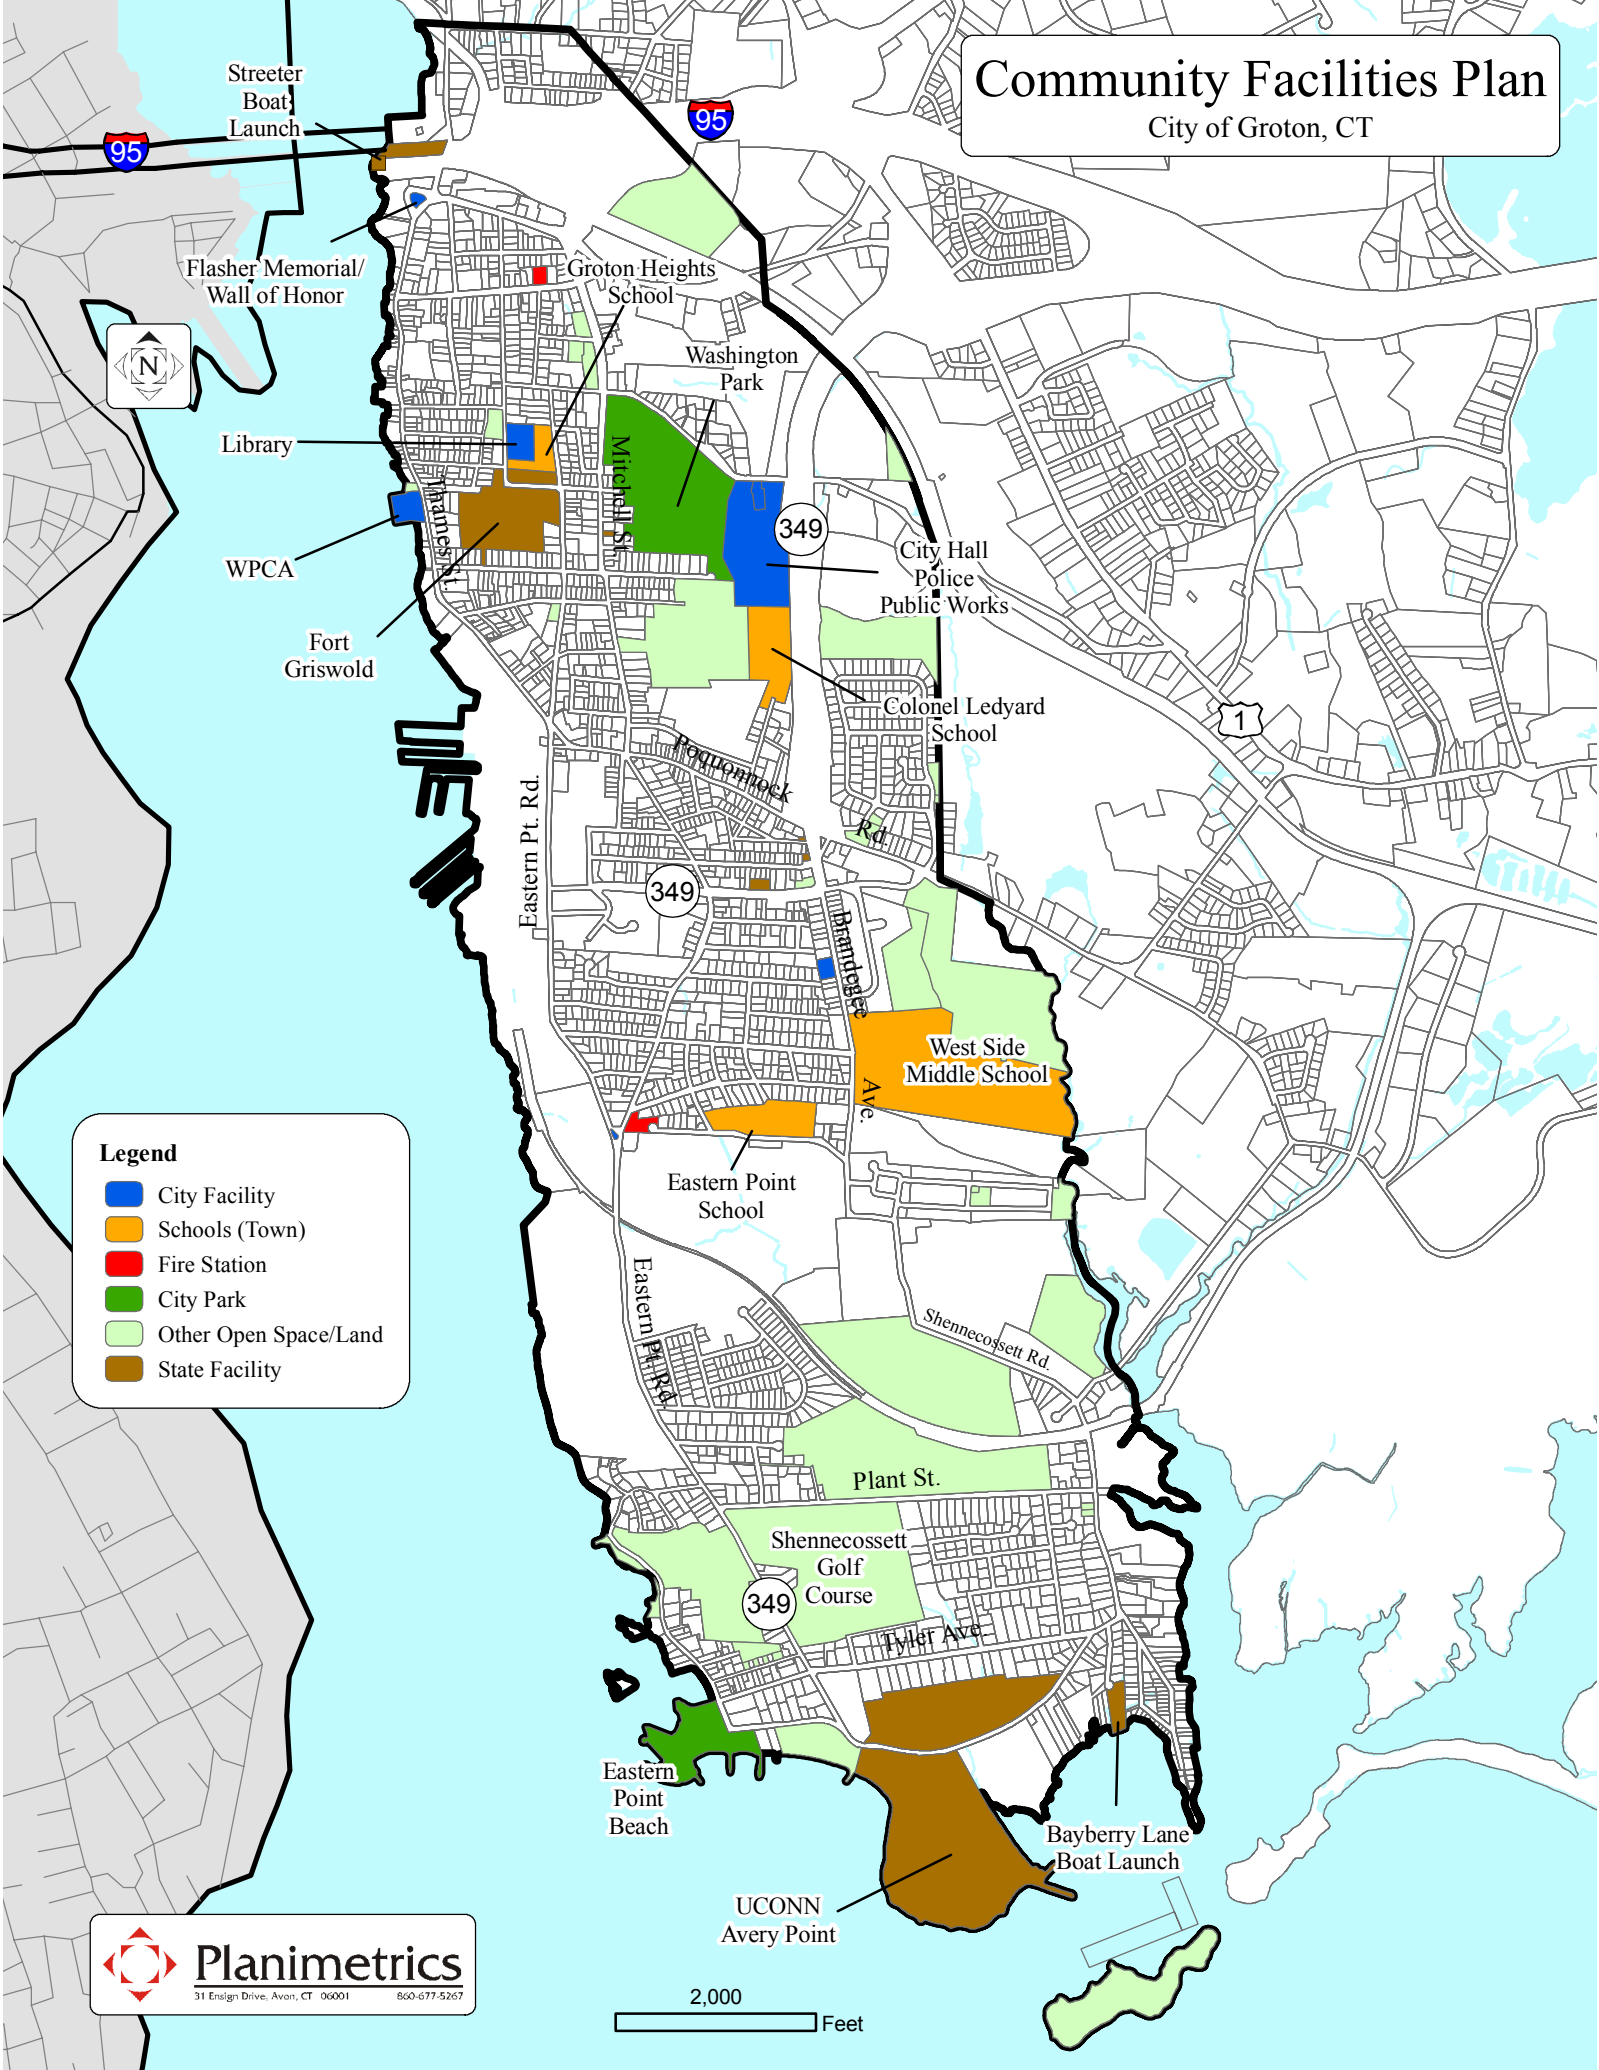 Community Facilities Plan
City of Groton, CT
Streeter
Boat
Launch
95
95
Flasher Memorial/
Wall of Honor
Groton Heights
School
N
Washington
Park
Library
Mitchell St.
Thames St.
349
WPCA
City Hall
Police
Public Works
Fort
Griswold
Colonel Ledyard
School
1
Poquonnock
Rd.
Eastern Pt. Rd.
349
Brandegee
Ave.
West Side
Middle School
Eastern Point
School
Legend
City Facility
Schools (Town)
Fire Station
City Park
Other Open Space/Land
State Facility
Eastern Pt. Rd.
Shennecossett Rd.
Plant St.
Shennecossett
Golf
Course
349
Tyler Ave.
Eastern
Point
Beach
Bayberry Lane
Boat Launch
UCONN
Avery Point
Planimetrics
31 Ensign Drive, Avon, CT 06001 860-677-5267
2,000
Feet